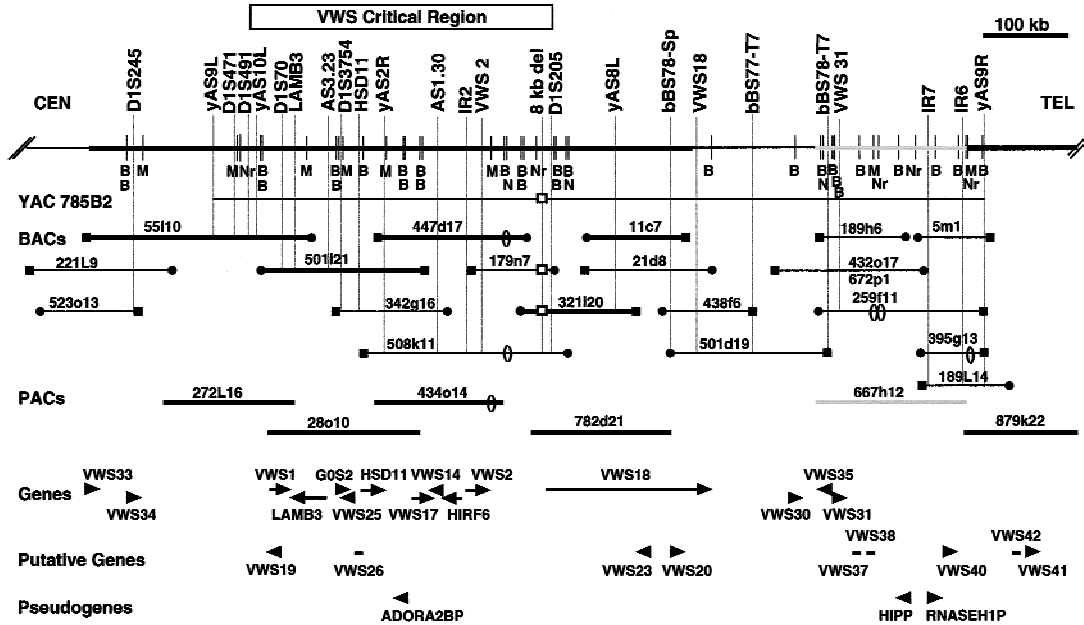 VWS Critical Region
100 kb
CEN
D1S245
yAS9L
D1S471
D1S491
yAS10L
D1S70
LAMB3
AS3.23
D1S3754
HSD11
yAS2R
AS1.30
IR2
VWS 2
8 kb del
D1S205
yAS8L
bBS78-Sp
VWS18
bBS77-T7
bBS78-T7
VWS 31
IR7
IR6
yAS9R
TEL
B M M Nr B M B M B M B B M B B Nr B B B B B B B M B Nr B M B
B B B B B N B N N B Nr Nr
YAC 785B2
BACs
55I10 447d17 11c7 189h6 5m1
221L9 501I21 179n7 21d8 432o17
672p1
523o13 342g16 321I20 438f6 259f11
508k11 501d19 395g13
189L14
PACs
272L16 434o14 667h12
28o10 782d21 879k22
Genes
VWS33 VWS1 G0S2 HSD11 VWS14 VWS2 VWS18 VWS35
VWS34 LAMB3 VWS25 VWS17 HIRF6 VWS30 VWS31
Putative Genes
VWS38 VWS42
VWS19 VWS26 VWS23 VWS20 VWS37 VWS40 VWS41
Pseudogenes
ADORA2BP HIPP RNASEH1P